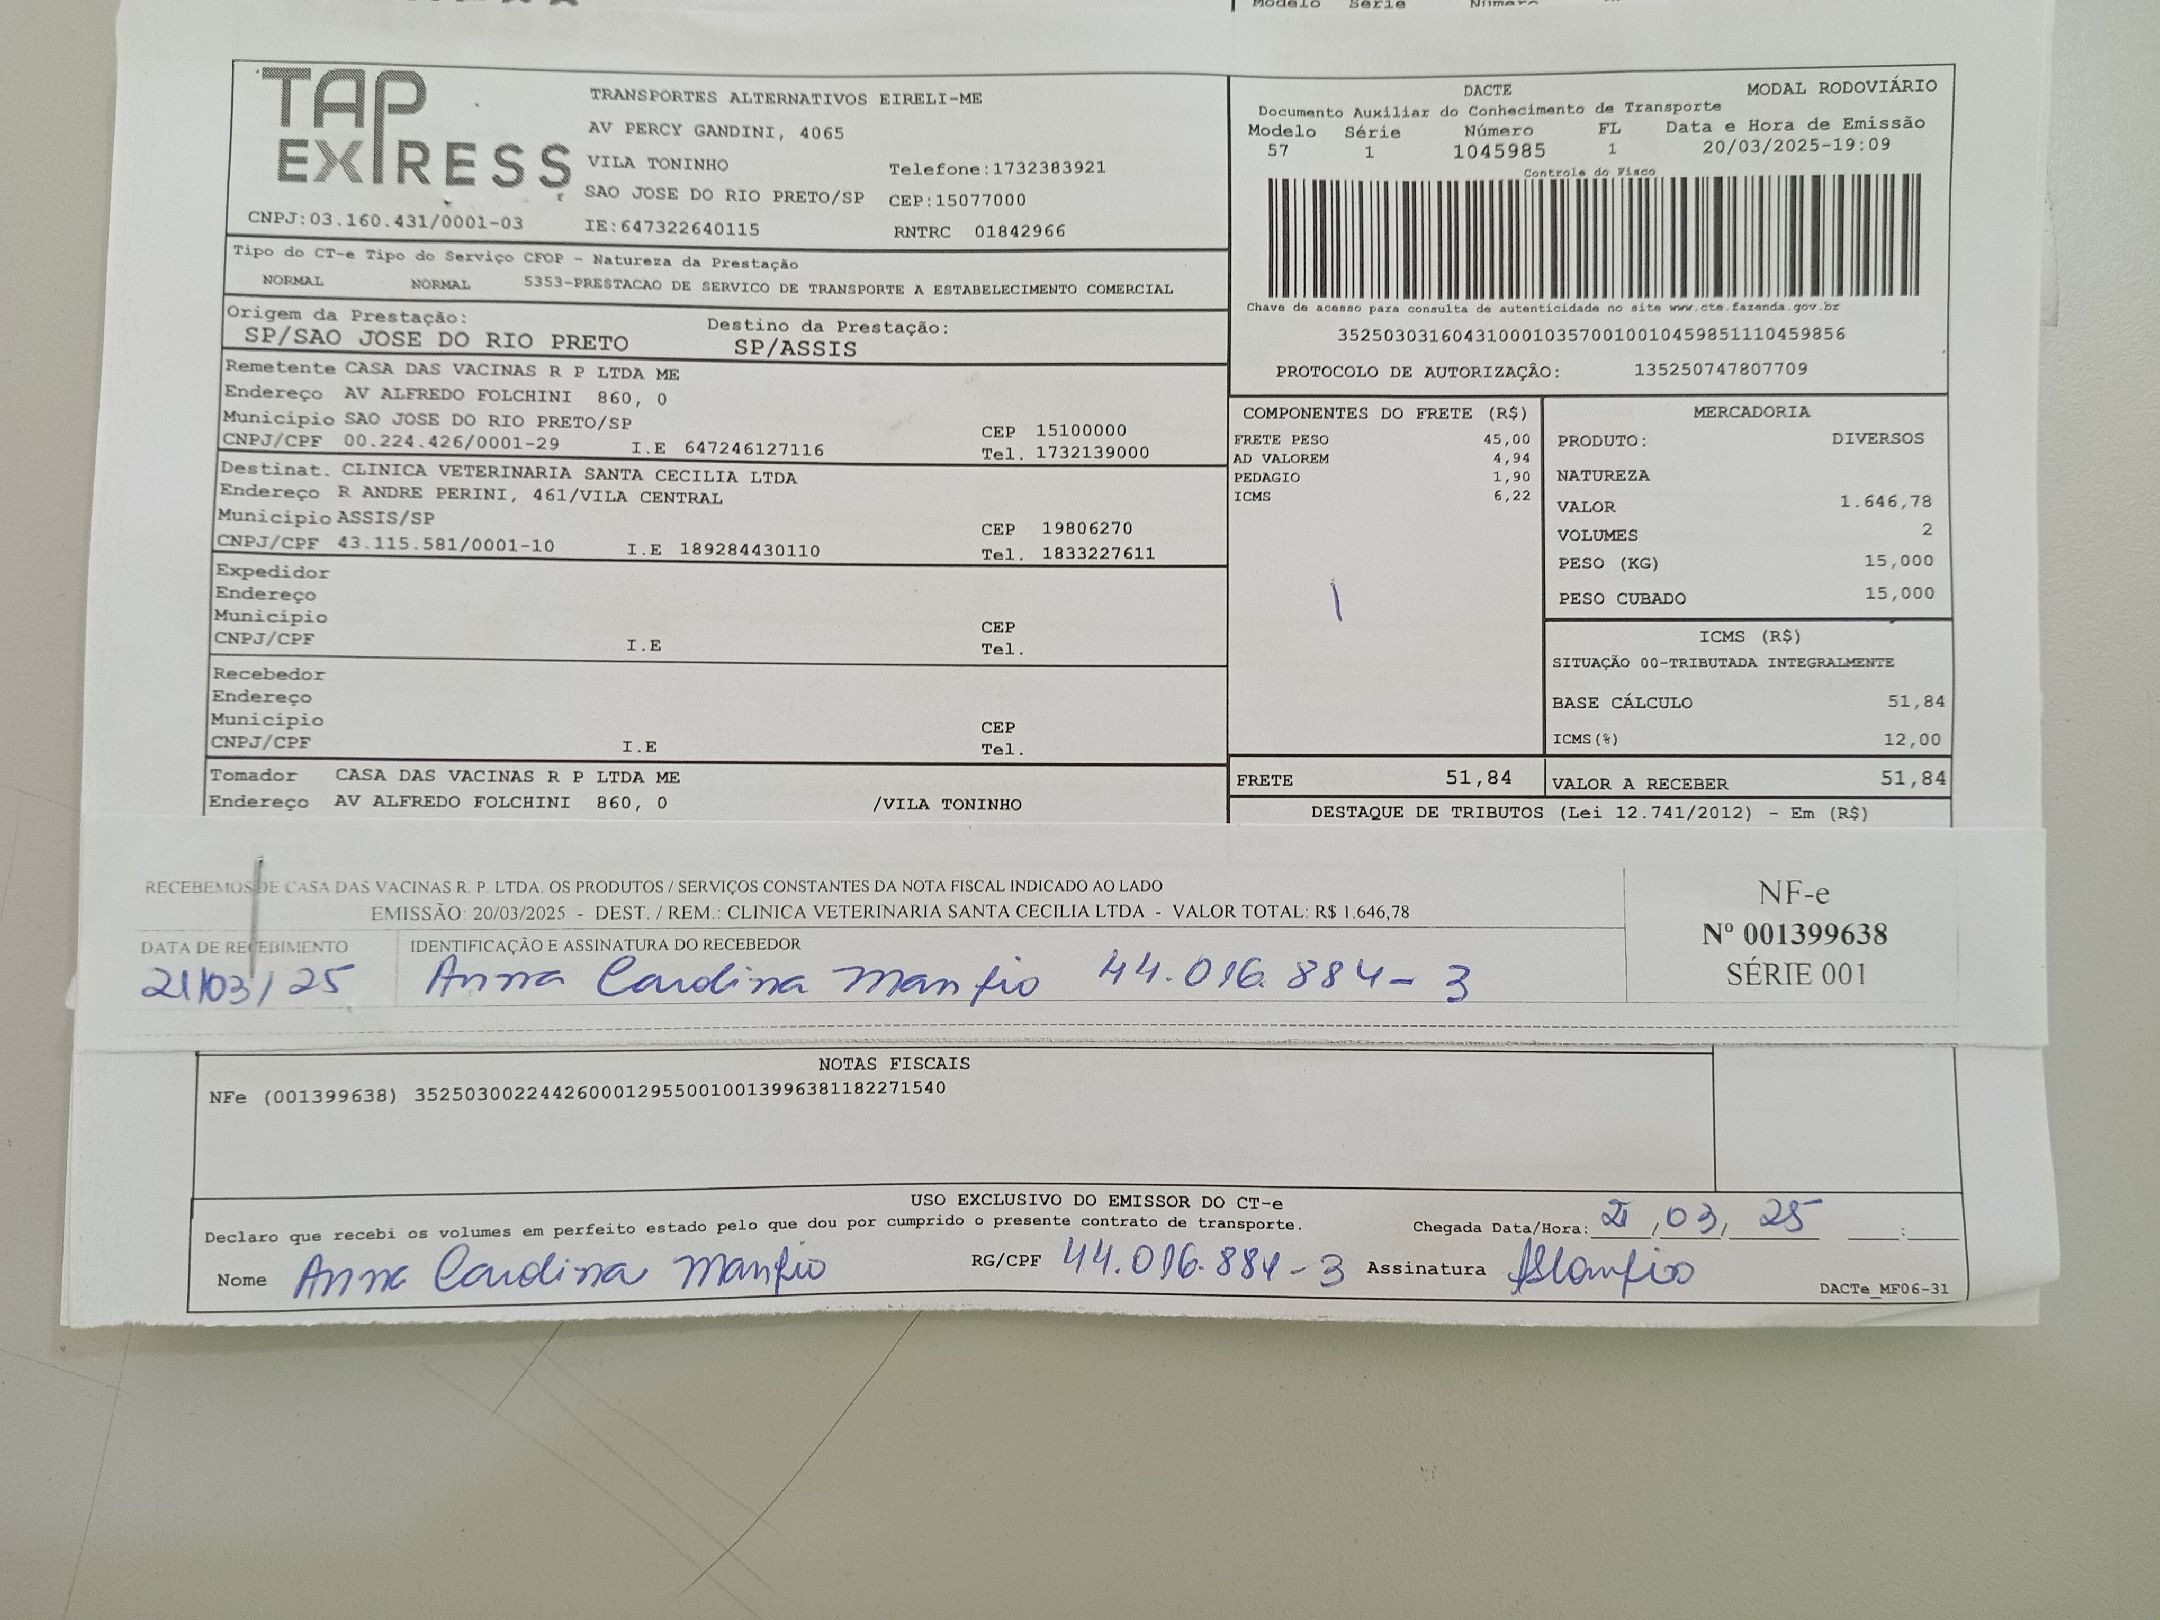 Modelo Série Número
TAP EXPRESS
TRANSPORTES ALTERNATIVOS EIRELI-ME
AV PERCY GANDINI, 4065
VILA TONINHO Telefone:1732383921
SAO JOSE DO RIO PRETO/SP CEP:15077000
CNPJ:03.160.431/0001-03 IE:647322640115 RNTRC 01842966
DACTE MODAL RODOVIÁRIO
Documento Auxiliar do Conhecimento de Transporte
Modelo Série Número FL Data e Hora de Emissão
57 1 1045985 1 20/03/2025-19:09
Controle do Fisco
Chave de acesso para consulta de autenticidade no site www.cte.fazenda.gov.br
35250303160431000103570010010459851110459856
PROTOCOLO DE AUTORIZAÇÃO: 135250747807709
Tipo do CT-e Tipo do Serviço CFOP - Natureza da Prestação
NORMAL NORMAL 5353-PRESTACAO DE SERVICO DE TRANSPORTE A ESTABELECIMENTO COMERCIAL
Origem da Prestação: Destino da Prestação:
SP/SAO JOSE DO RIO PRETO SP/ASSIS
Remetente CASA DAS VACINAS R P LTDA ME
Endereço AV ALFREDO FOLCHINI 860, 0
Município SAO JOSE DO RIO PRETO/SP CEP 15100000
CNPJ/CPF 00.224.426/0001-29 I.E 647246127116 Tel. 1732139000
Destinat. CLINICA VETERINARIA SANTA CECILIA LTDA
Endereço R ANDRE PERINI, 461/VILA CENTRAL
Município ASSIS/SP CEP 19806270
CNPJ/CPF 43.115.581/0001-10 I.E 189284430110 Tel. 1833227611
Expedidor
Endereço
Município CEP
CNPJ/CPF I.E Tel.
Recebedor
Endereço
Município CEP
CNPJ/CPF I.E Tel.
Tomador CASA DAS VACINAS R P LTDA ME
Endereço AV ALFREDO FOLCHINI 860, 0 /VILA TONINHO
COMPONENTES DO FRETE (R$)
FRETE PESO 45,00
AD VALOREM 4,94
PEDAGIO 1,90
ICMS 6,22
FRETE 51,84
MERCADORIA
PRODUTO: DIVERSOS
NATUREZA
VALOR 1.646,78
VOLUMES 2
PESO (KG) 15,000
PESO CUBADO 15,000
ICMS (R$)
SITUAÇÃO 00-TRIBUTADA INTEGRALMENTE
BASE CÁLCULO 51,84
ICMS(%) 12,00
VALOR A RECEBER 51,84
DESTAQUE DE TRIBUTOS (Lei 12.741/2012) - Em (R$)
RECEBEMOS DE CASA DAS VACINAS R. P. LTDA. OS PRODUTOS / SERVIÇOS CONSTANTES DA NOTA FISCAL INDICADO AO LADO
EMISSÃO: 20/03/2025 - DEST. / REM.: CLINICA VETERINARIA SANTA CECILIA LTDA - VALOR TOTAL: R$ 1.646,78
DATA DE RECEBIMENTO IDENTIFICAÇÃO E ASSINATURA DO RECEBEDOR
21/03/25 Anna Carolina Manfio 44.016.884-3
NF-e
Nº 001399638
SÉRIE 001
NOTAS FISCAIS
NFe (001399638) 35250300224426000129550010013996381182271540
USO EXCLUSIVO DO EMISSOR DO CT-e
Declaro que recebi os volumes em perfeito estado pelo que dou por cumprido o presente contrato de transporte. Chegada Data/Hora: 21,03,25 :
Nome Anna Carolina Manfio RG/CPF 44.016.884-3 Assinatura AManfio
DACTe_MF06-31